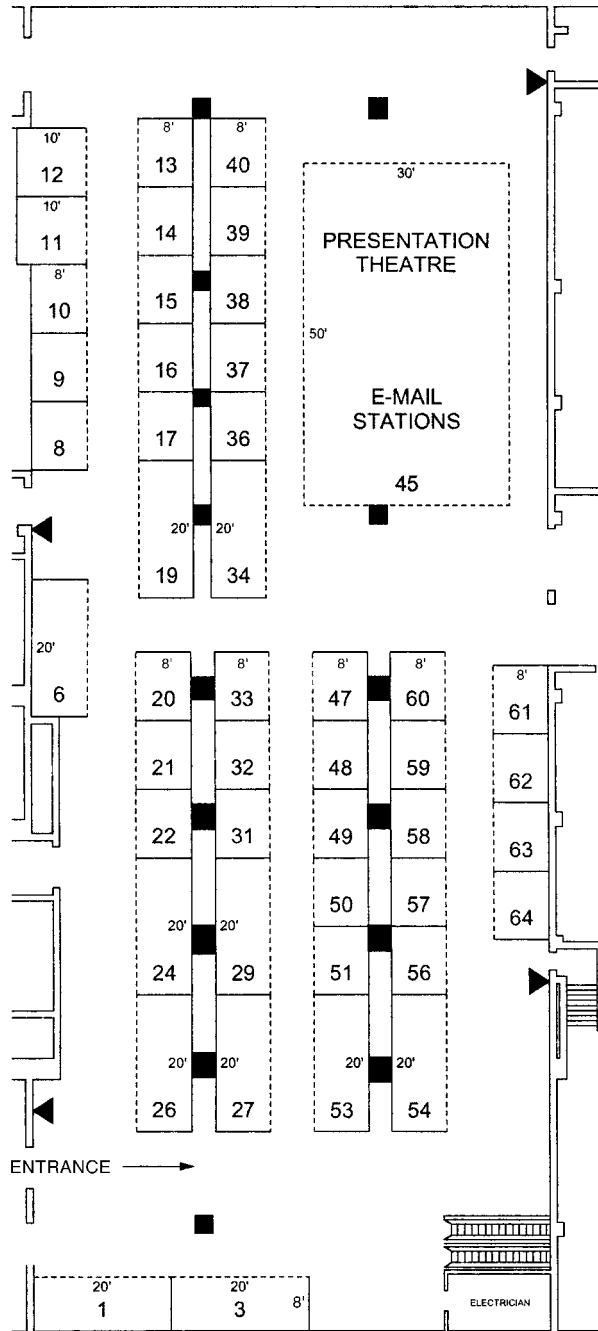 8' 8'
10' 13 40 30'
12
10' 14 39 PRESENTATION
11 THEATRE
8'
10 15 38
50'
9 16 37
E-MAIL
STATIONS
8 17 36
45
20' 20'
19 34
20'
6
8' 8' 8' 8'
20 33 47 60 61
21 32 48 59
62
22 31 49 58
63
50 57
64
20' 20'
24 29 51 56
20' 20' 20' 20'
26 27 53 54
ENTRANCE
20' 20'
1 3 8' ELECTRICIAN